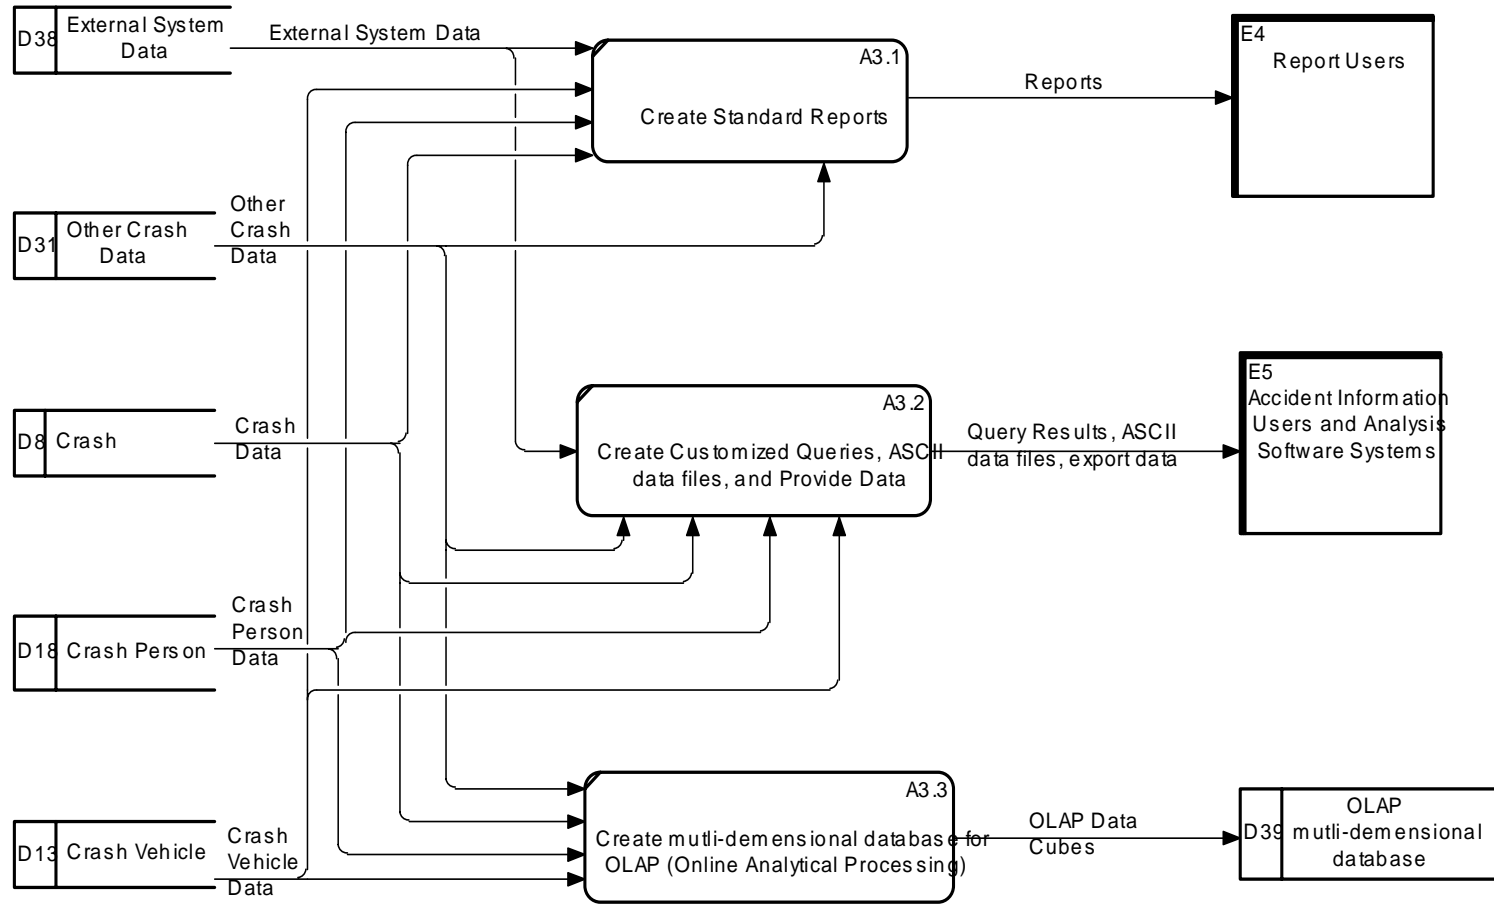 D38
External System
Data
External System Data
A3.1
Create Standard Reports
Reports
E4
Report Users
D31
Other Crash
Data
Other
Crash
Data
D8
Crash
Crash
Data
A3.2
Create Customized Queries, ASCII
data files, and Provide Data
Query Results, ASCII
data files, export data
E5
Accident Information
Users and Analysis
Software Systems
D18
Crash Person
Crash
Person
Data
D13
Crash Vehicle
Crash
Vehicle
Data
A3.3
Create mutli-demensional database for
OLAP (Online Analytical Processing)
OLAP Data
Cubes
D39
OLAP
mutli-demensional
database